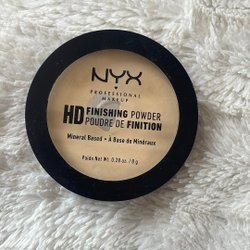 NYX
PROFESSIONAL
MAKEUP
HD FINISHING POWDER
POUDRE DE FINITION
Mineral Based • À Base de Minéraux
Poids Net Wt. 0.28 oz. / 8 g